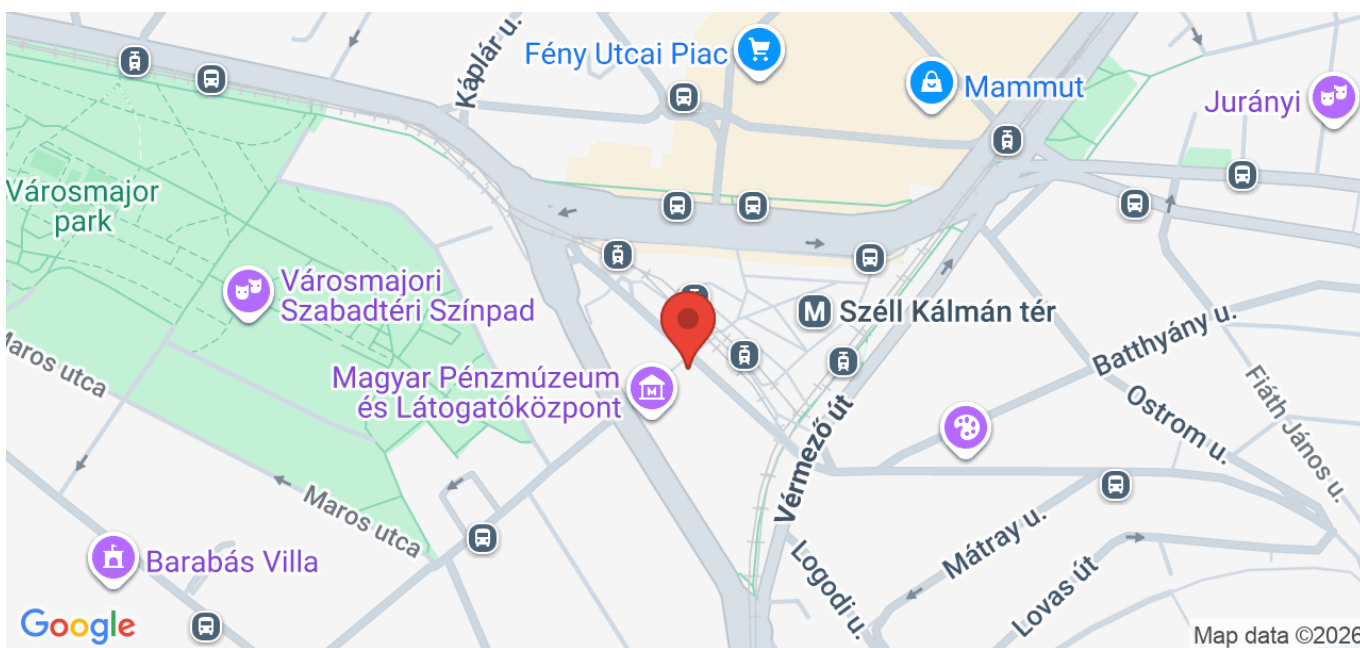 Káplár u.
Fény Utcai Piac
Mammut
Jurányi
Városmajor
park
Városmajori
Szabadtéri Színpad
M Széll Kálmán tér
Batthyány u.
Maros utca
Magyar Pénzmúzeum
és Látogatóközpont
Ostrom u.
Fiáth János u.
Vérmező út
Maros utca
Mátray u.
Logodi u.
Lovas út
Barabás Villa
Google
Map data ©2026